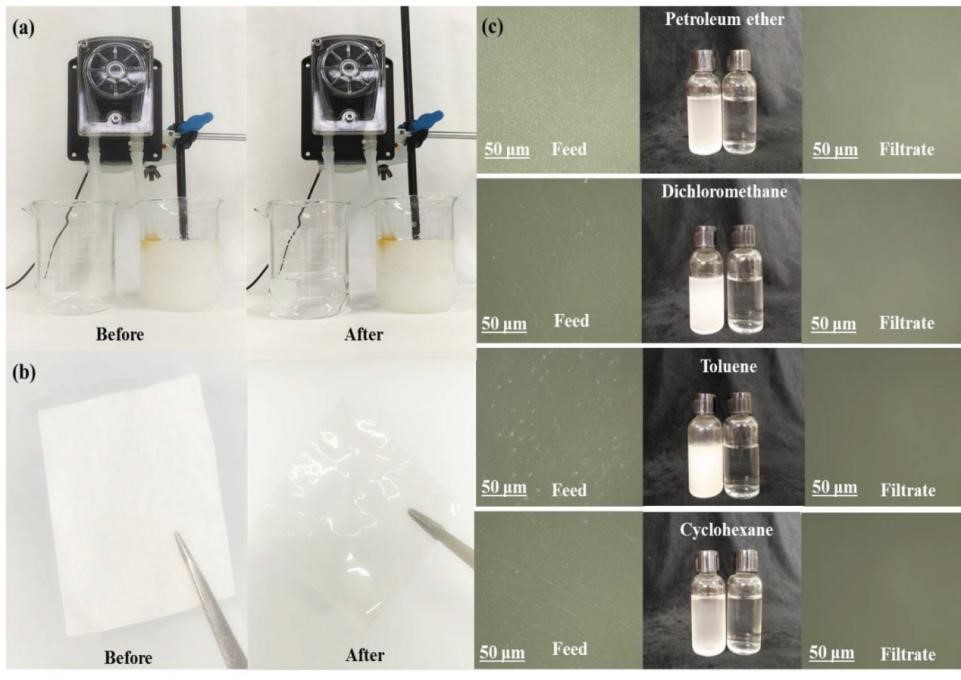 (a)
Before
After
(b)
Before
After
(c)
Petroleum ether
50 μm
Feed
50 μm
Filtrate
Dichloromethane
50 μm
Feed
50 μm
Filtrate
Toluene
50 μm
Feed
50 μm
Filtrate
Cyclohexane
50 μm
Feed
50 μm
Filtrate